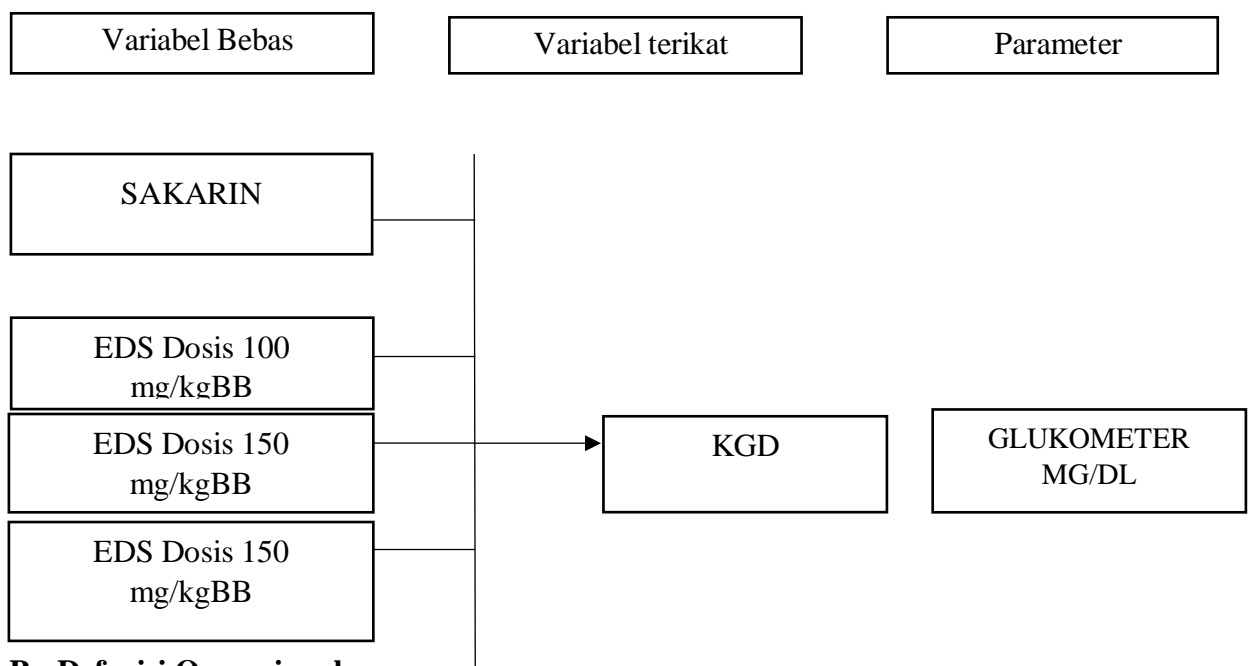 Variabel Bebas
Variabel terikat
Parameter
SAKARIN
EDS Dosis 100
mg/kgBB
EDS Dosis 150
mg/kgBB
EDS Dosis 150
mg/kgBB
KGD
GLUKOMETER
MG/DL